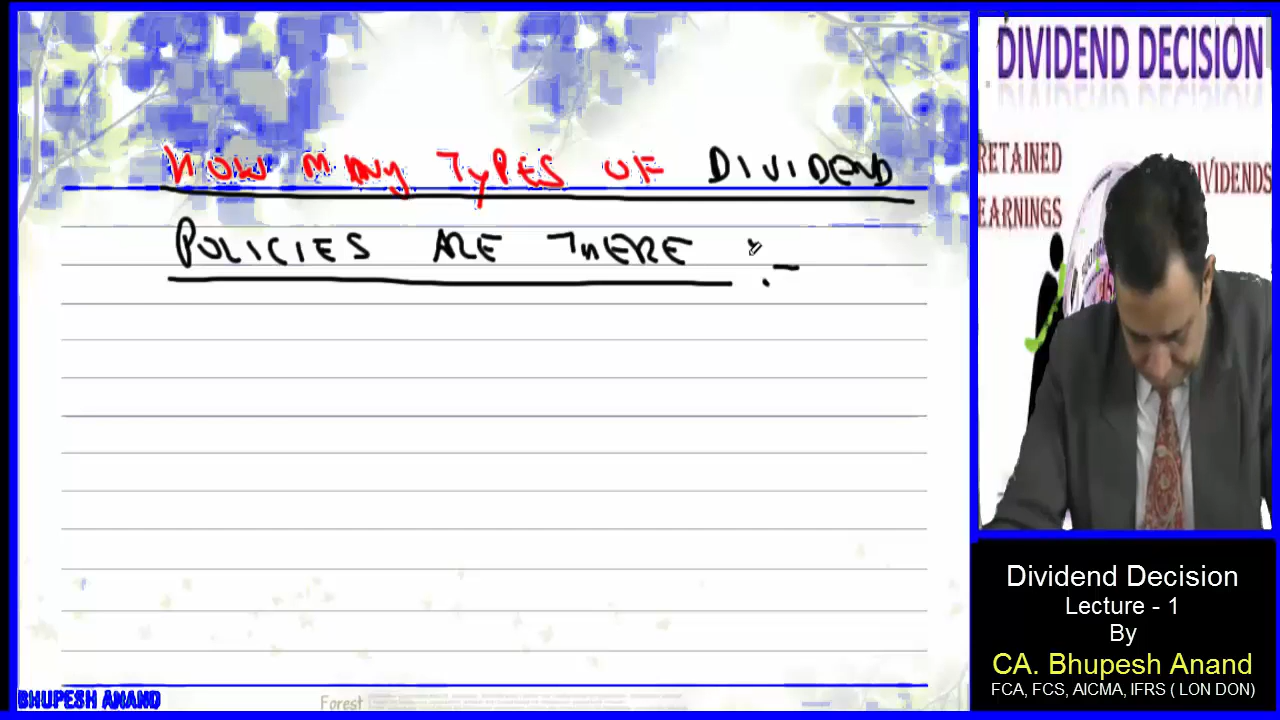 HOW MANY TYPES OF DIVIDEND
POLICIES ARE THERE :-
DIVIDEND DECISION
RETAINED
EARNINGS
DIVIDENDS
Dividend Decision
Lecture - 1
By
CA. Bhupesh Anand
FCA, FCS, AICMA, IFRS ( LON DON)
BHUPESH ANAND
Forest